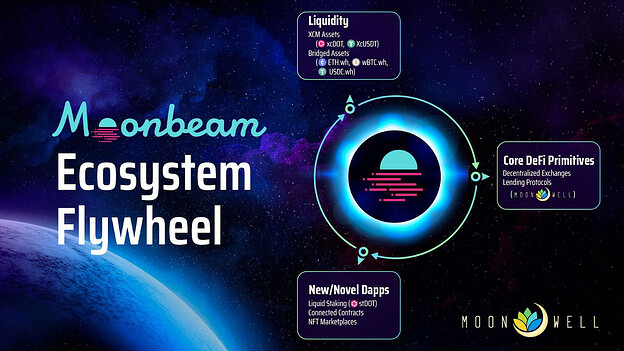 Moonbeam
Ecosystem
Flywheel
Liquidity
XCM Assets
(xcDOT, XcUSDT)
Bridged Assets
(ETH.wh, wBTC.wh,
USDC.wh)
Core DeFi Primitives
Decentralized Exchanges
Lending Protocols
(MOONWELL)
New/Novel Dapps
Liquid Staking (stDOT)
Connected Contracts
NFT Marketplaces
MOONWELL